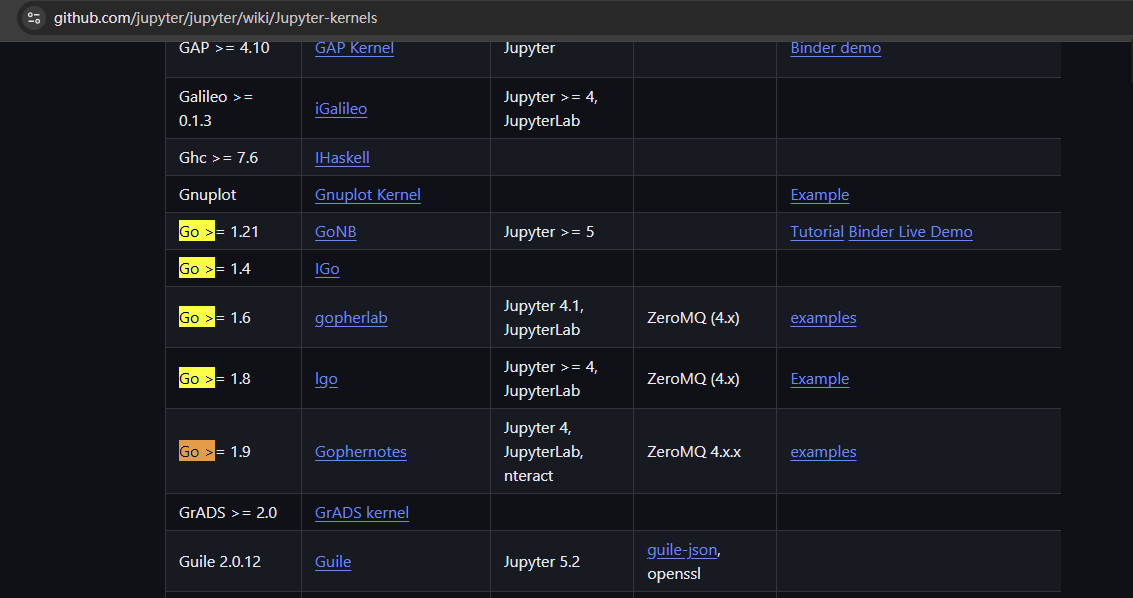 github.com/jupyter/jupyter/wiki/Jupyter-kernels
GAP >= 4.10 GAP Kernel Jupyter Binder demo
Galileo >= 0.1.3 iGalileo Jupyter >= 4, JupyterLab
Ghc >= 7.6 IHaskell
Gnuplot Gnuplot Kernel Example
Go >= 1.21 GoNB Jupyter >= 5 Tutorial Binder Live Demo
Go >= 1.4 IGo
Go >= 1.6 gopherlab Jupyter 4.1, JupyterLab ZeroMQ (4.x) examples
Go >= 1.8 lgo Jupyter >= 4, JupyterLab ZeroMQ (4.x) Example
Go >= 1.9 Gophernotes Jupyter 4, JupyterLab, nteract ZeroMQ 4.x.x examples
GrADS >= 2.0 GrADS kernel
Guile 2.0.12 Guile Jupyter 5.2 guile-json, openssl